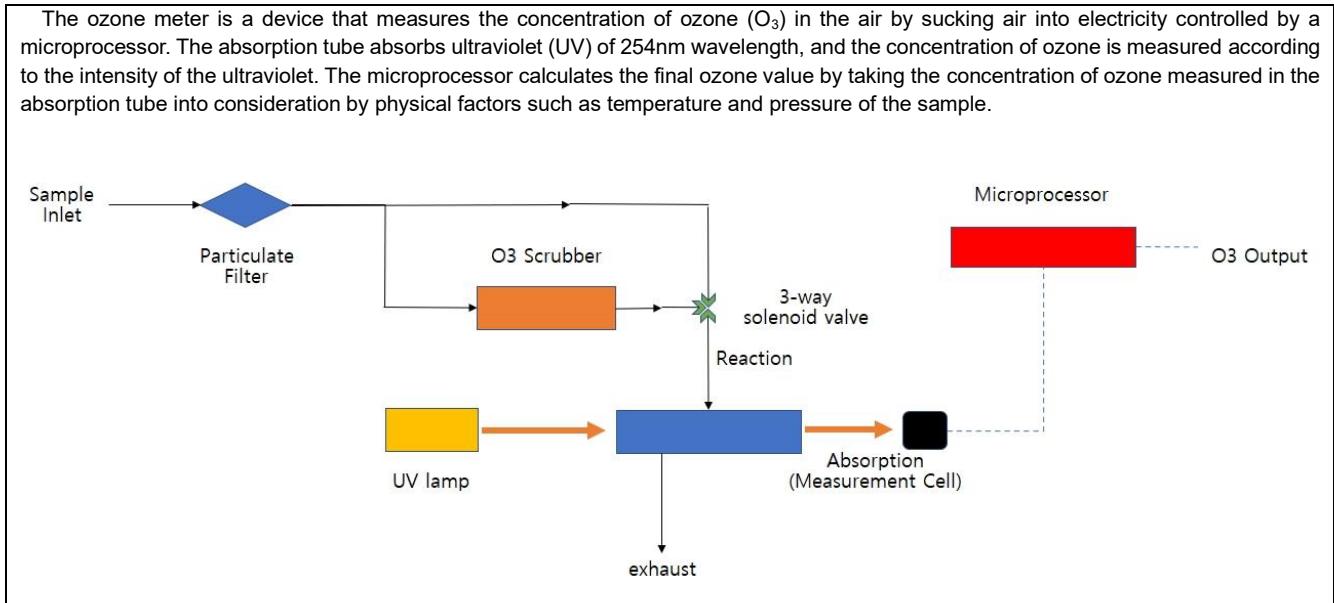 The ozone meter is a device that measures the concentration of ozone (O₃) in the air by sucking air into electricity controlled by a
microprocessor. The absorption tube absorbs ultraviolet (UV) of 254nm wavelength, and the concentration of ozone is measured according
to the intensity of the ultraviolet. The microprocessor calculates the final ozone value by taking the concentration of ozone measured in the
absorption tube into consideration by physical factors such as temperature and pressure of the sample.
Sample
Inlet
Particulate
Filter
O3 Scrubber
3-way
solenoid valve
Microprocessor
O3 Output
Reaction
UV lamp
Absorption
(Measurement Cell)
exhaust